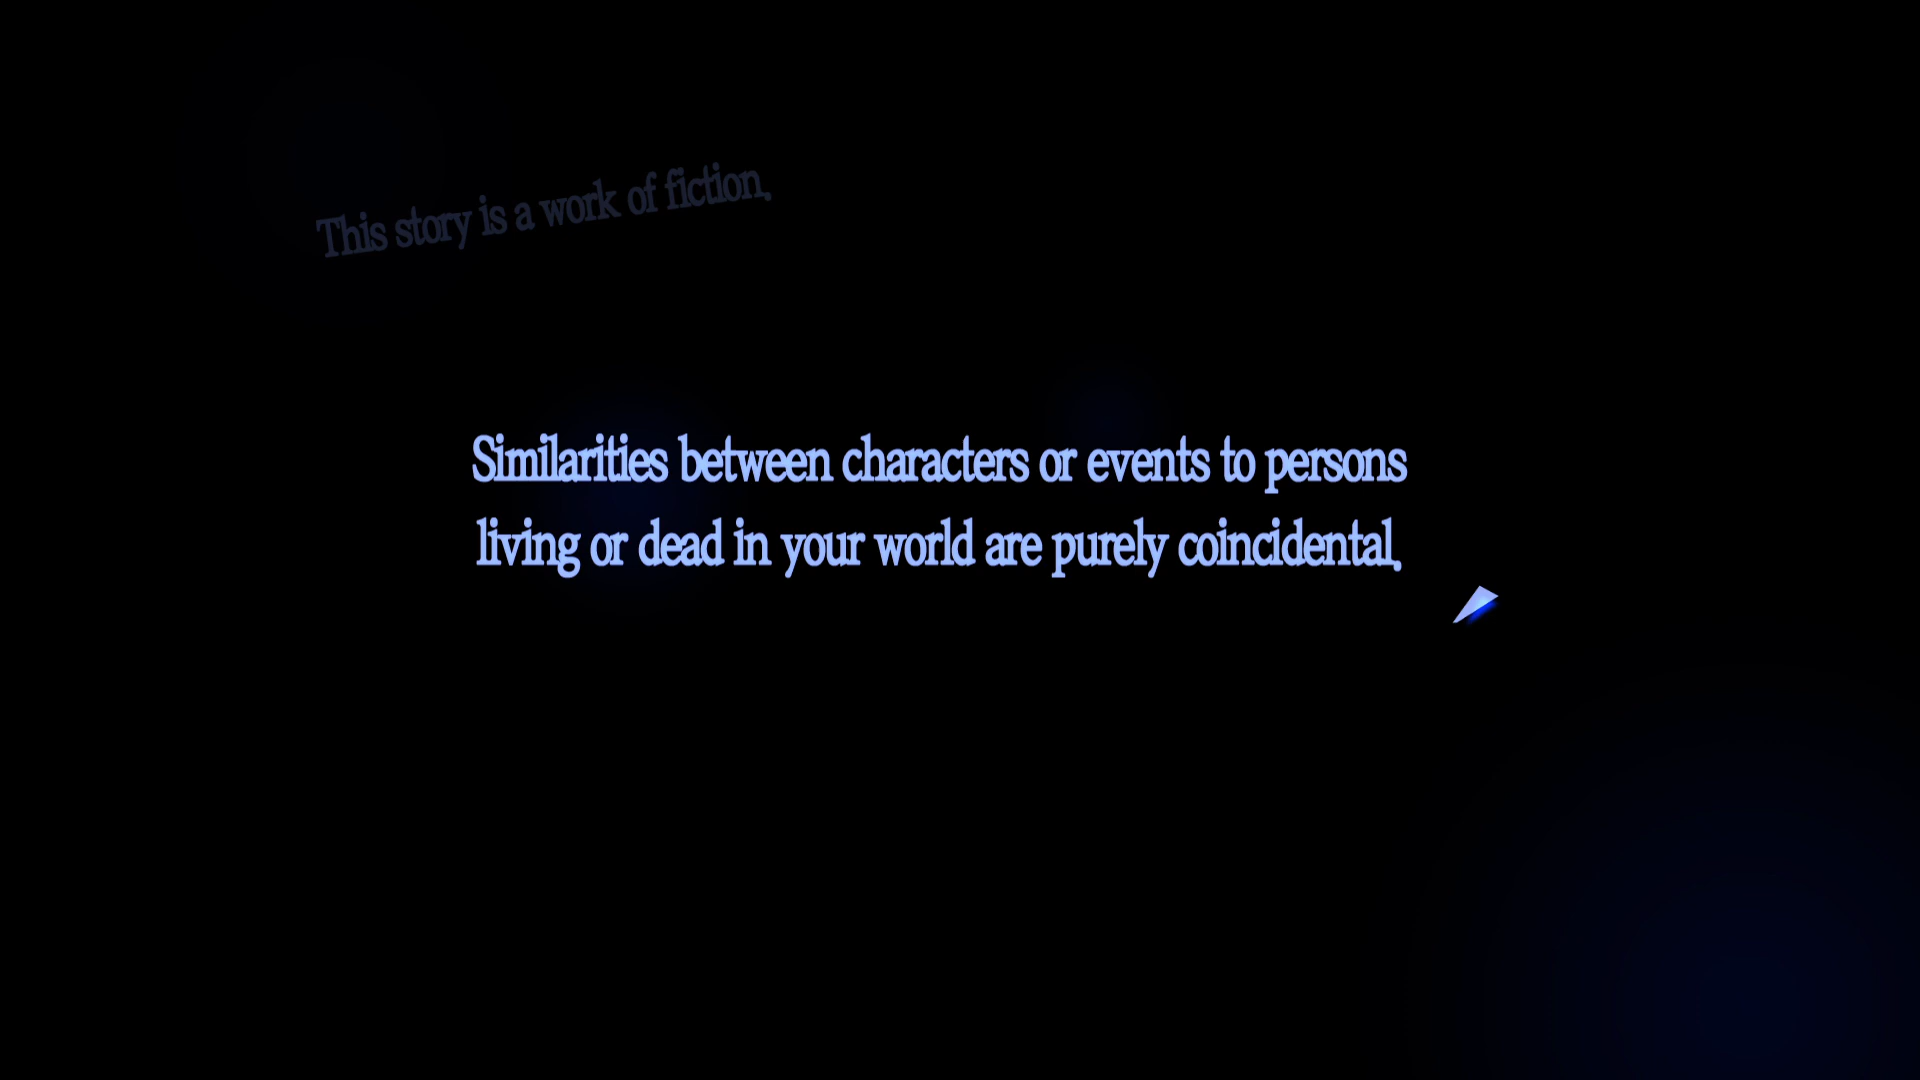 This story is a work of fiction.
Similarities between characters or events to persons
living or dead in your world are purely coincidental.